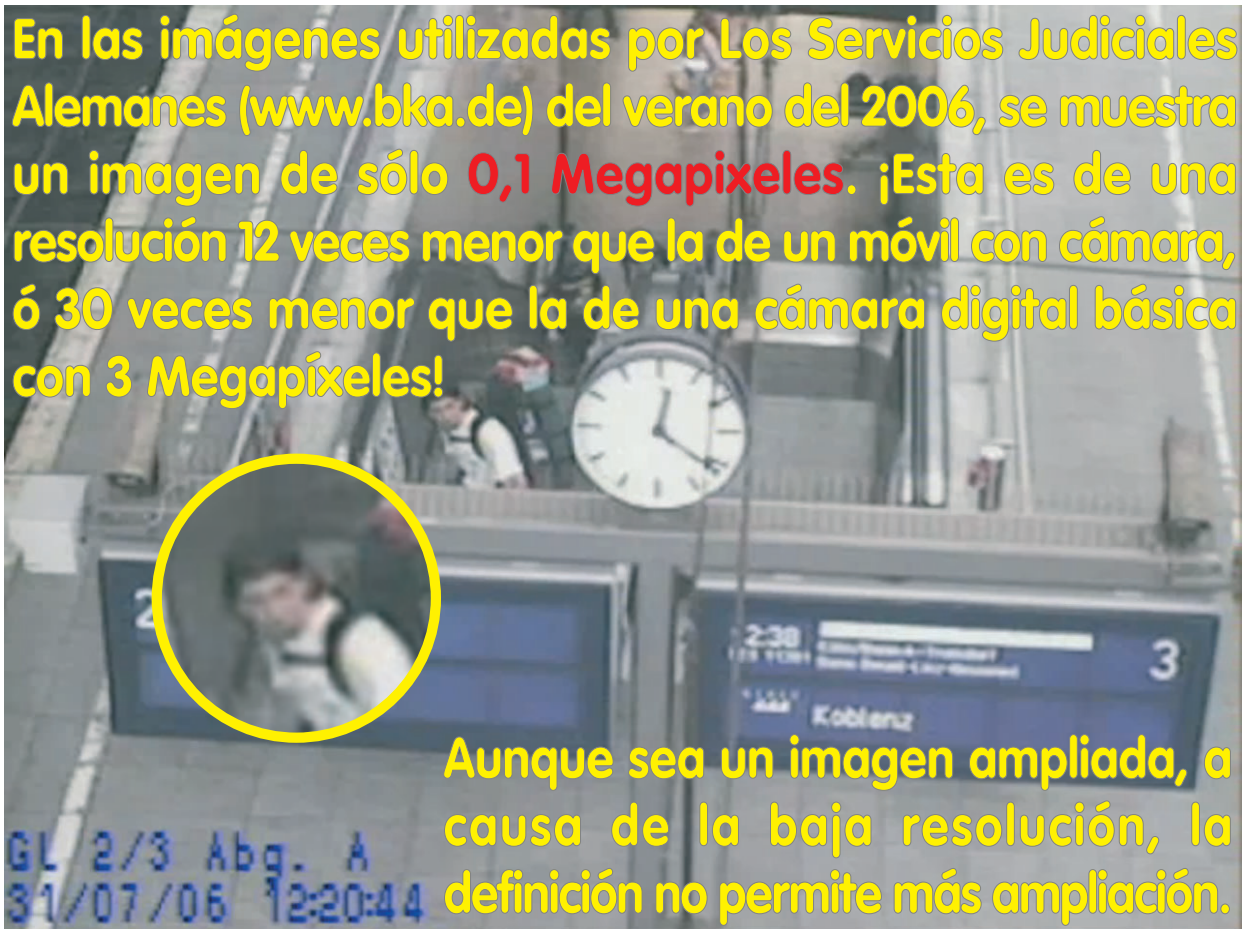 En las imágenes utilizadas por Los Servicios Judiciales
Alemanes (www.bka.de) del verano del 2006, se muestra
un imagen de sólo 0,1 Megapixeles. ¡Esta es de una
resolución 12 veces menor que la de un móvil con cámara,
ó 30 veces menor que la de una cámara digital básica
con 3 Megapíxeles!
2
2:38
3
Koblenz
Aunque sea un imagen ampliada, a
causa de la baja resolución, la
definición no permite más ampliación.
GL 2/3 Abg. A
31/07/06 12:20:44